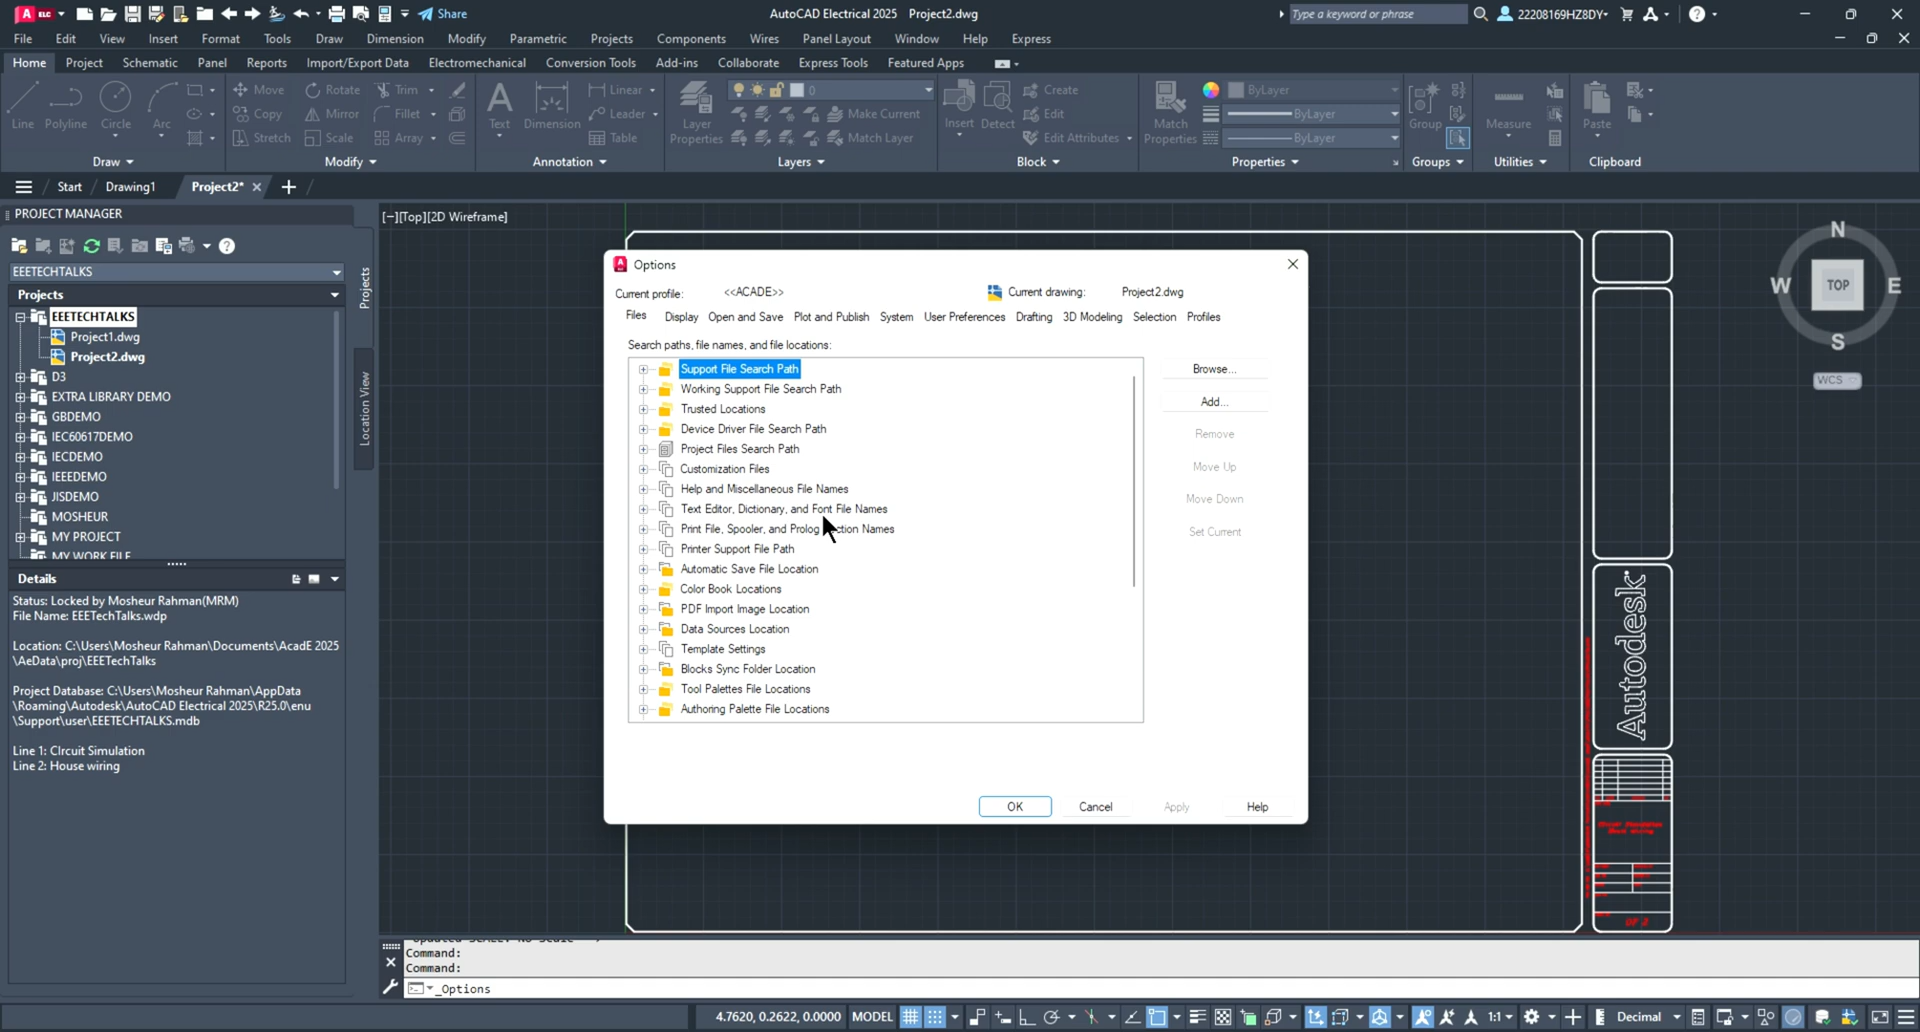 A ELC Share AutoCAD Electrical 2025 Project2.dwg Type a keyword or phrase 22208169HZ8DY
File Edit View Insert Format Tools Draw Dimension Modify Parametric Projects Components Wires Panel Layout Window Help Express
Home Project Schematic Panel Reports Import/Export Data Electromechanical Conversion Tools Add-ins Collaborate Express Tools Featured Apps
Line Polyline Circle Arc
Move Rotate Trim
Copy Mirror Fillet
Stretch Scale Array
Text Dimension
Linear
Leader
Table
Layer Properties
0
Make Current
Match Layer
Insert Detect
Create
Edit
Edit Attributes
Match Properties
ByLayer
ByLayer
ByLayer
Group Measure Paste
Draw Modify Annotation Layers Block Properties Groups Utilities Clipboard
Start Drawing1 Project2*
PROJECT MANAGER
EEETECHTALKS
Projects
EEETECHTALKS
Project1.dwg
Project2.dwg
D3
EXTRA LIBRARY DEMO
GBDEMO
IEC60617DEMO
IECDEMO
IEEEDEMO
JISDEMO
MOSHEUR
MY PROJECT
MY WORK FILE
Projects
Location View
Details
Status: Locked by Mosheur Rahman(MRM)
File Name: EEETechTalks.wdp
Location: C:\Users\Mosheur Rahman\Documents\AcadE 2025
\AeData\proj\EEETechTalks
Project Database: C:\Users\Mosheur Rahman\AppData
\Roaming\Autodesk\AutoCAD Electrical 2025\R25.0\enu
\Support\user\EEETECHTALKS.mdb
Line 1: CIrcuit Simulation
Line 2: House wiring
[−][Top][2D Wireframe]
Options
Current profile: <<ACADE>> Current drawing: Project2.dwg
Files Display Open and Save Plot and Publish System User Preferences Drafting 3D Modeling Selection Profiles
Search paths, file names, and file locations:
Support File Search Path
Working Support File Search Path
Trusted Locations
Device Driver File Search Path
Project Files Search Path
Customization Files
Help and Miscellaneous File Names
Text Editor, Dictionary, and Font File Names
Print File, Spooler, and Prolog ction Names
Printer Support File Path
Automatic Save File Location
Color Book Locations
PDF Import Image Location
Data Sources Location
Template Settings
Blocks Sync Folder Location
Tool Palettes File Locations
Authoring Palette File Locations
Browse...
Add...
Remove
Move Up
Move Down
Set Current
OK Cancel Apply Help
N
W TOP E
S
WCS
Autodesk
OF 2
Command:
Command:
_Options
4.7620, 0.2622, 0.0000 MODEL 1:1 Decimal